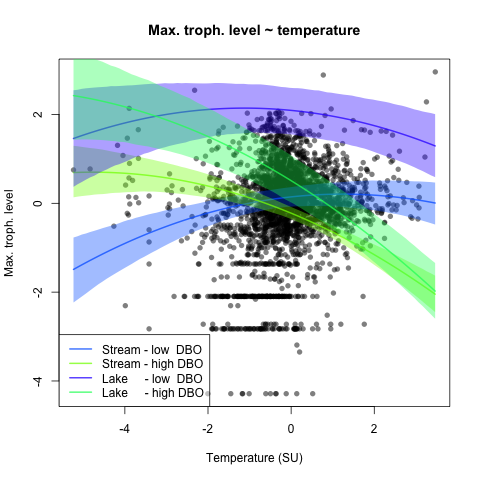 Max. troph. level ~ temperature
Max. troph. level
2
0
-2
-4
Stream - low DBO
Stream - high DBO
Lake - low DBO
Lake - high DBO
-4
-2
0
2
Temperature (SU)